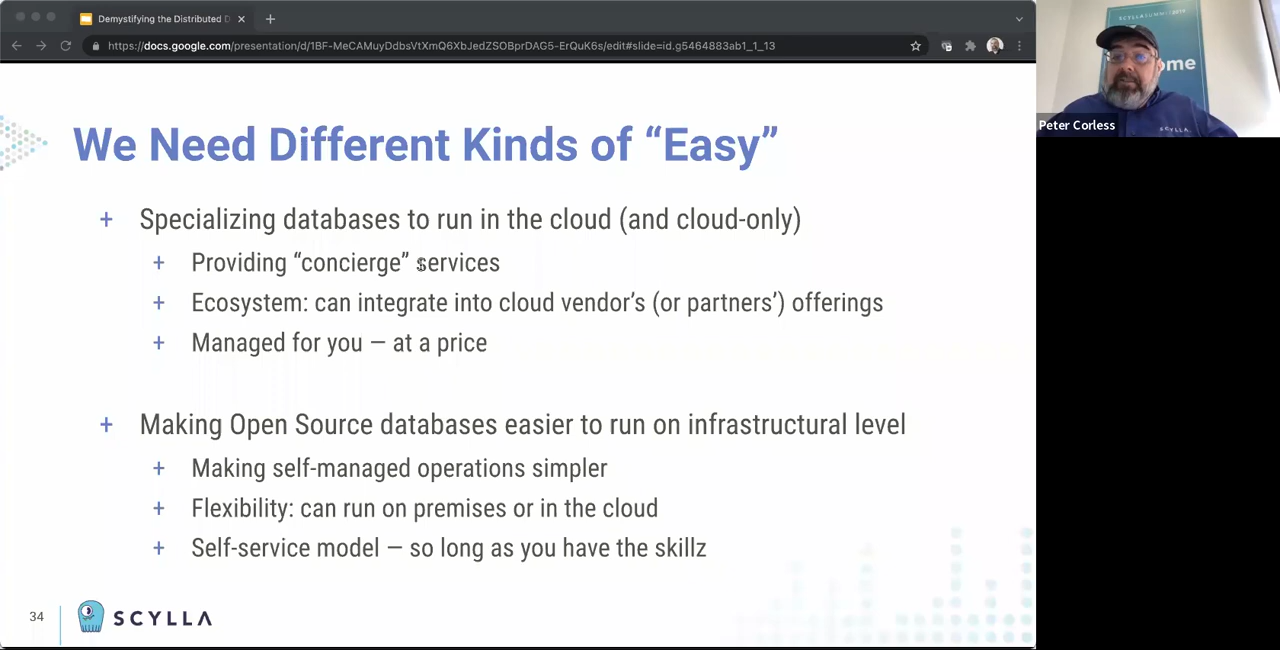 Demystifying the Distributed D
https://docs.google.com/presentation/d/1BF-MeCAMuyDdbsVtXmQ6XbJedZSOBprDAG5-ErQuK6s/edit#slide=id.g5464883ab1_1_13
SCYLLASUMMIT2019
ome
SCYLLA.
Peter Corless
We Need Different Kinds of “Easy”
+ Specializing databases to run in the cloud (and cloud-only)
+ Providing “concierge” services
+ Ecosystem: can integrate into cloud vendor’s (or partners’) offerings
+ Managed for you — at a price
+ Making Open Source databases easier to run on infrastructural level
+ Making self-managed operations simpler
+ Flexibility: can run on premises or in the cloud
+ Self-service model — so long as you have the skillz
34
SCYLLA